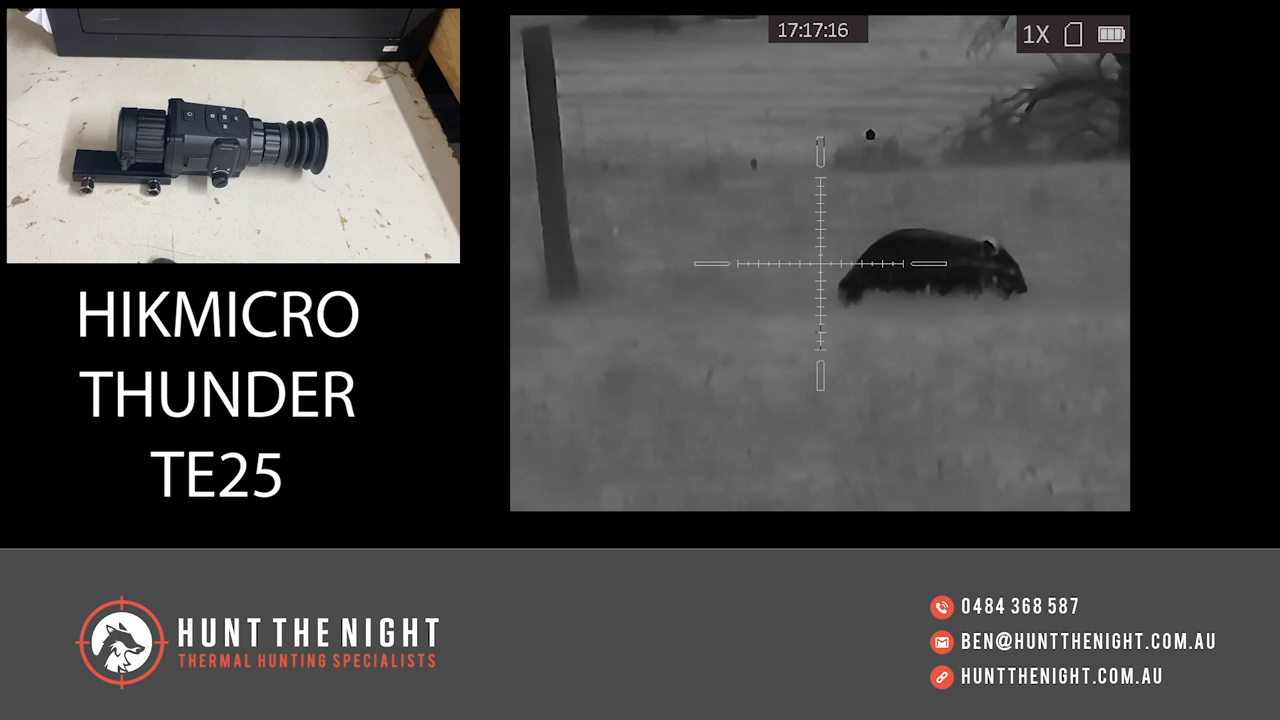 17:17:16
1X
HIKMICRO
THUNDER
TE25
HUNT THE NIGHT
THERMAL HUNTING SPECIALISTS
0484 368 587
BEN@HUNTTHENIGHT.COM.AU
HUNTTHENIGHT.COM.AU